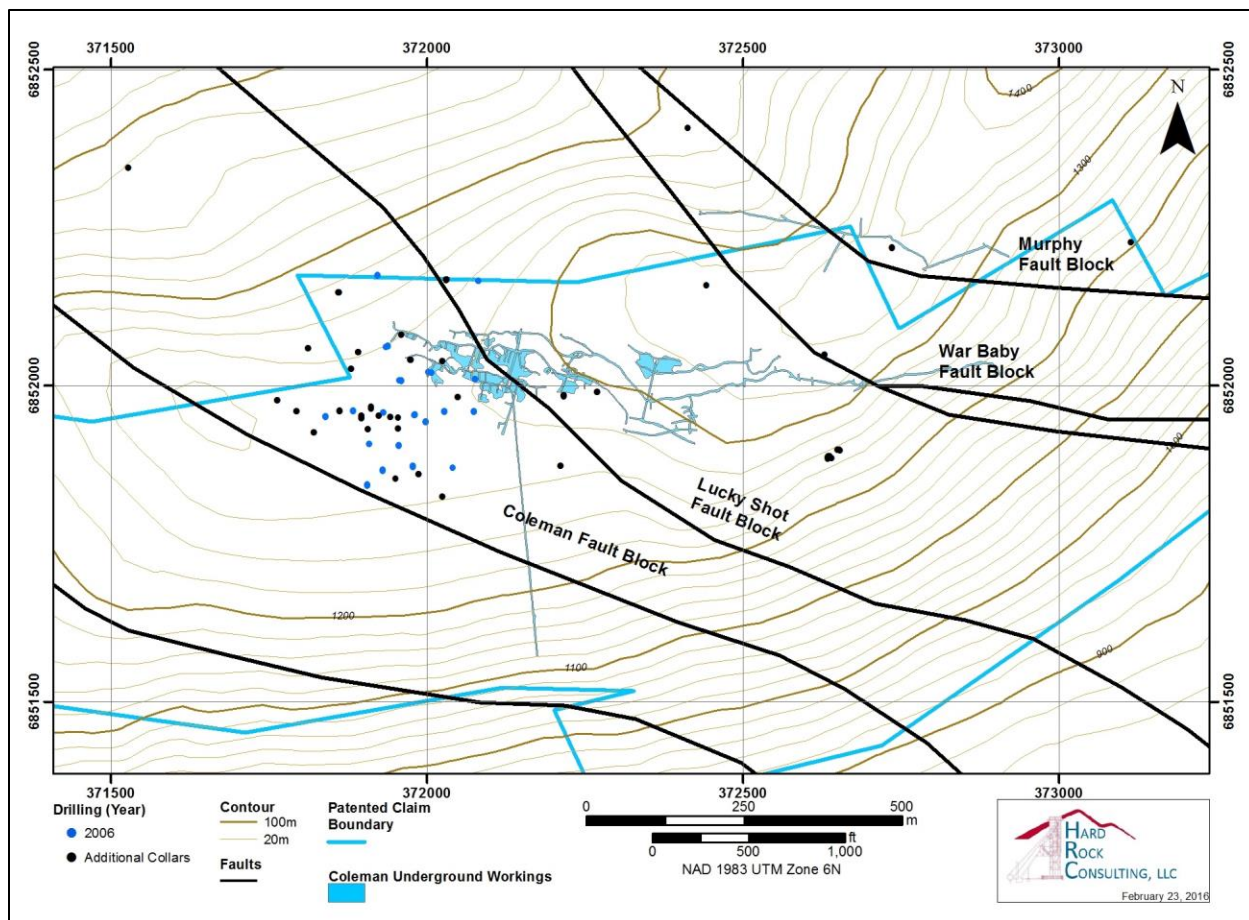 371500 372000 372500 373000
6852500 6852500
N
1400
1300
Murphy
Fault Block
War Baby
Fault Block
6852000 6852000
1100
Lucky Shot
Fault Block
Coleman Fault Block
1200
1100
900
6851500 6851500
371500 372000 372500 373000
Drilling (Year)
2006
Additional Collars
Contour
100m
20m
Faults
Patented Claim
Boundary
Coleman Underground Workings
0 250 500
m
ft
0 500 1,000
NAD 1983 UTM Zone 6N
HARD
ROCK
CONSULTING, LLC
February 23, 2016